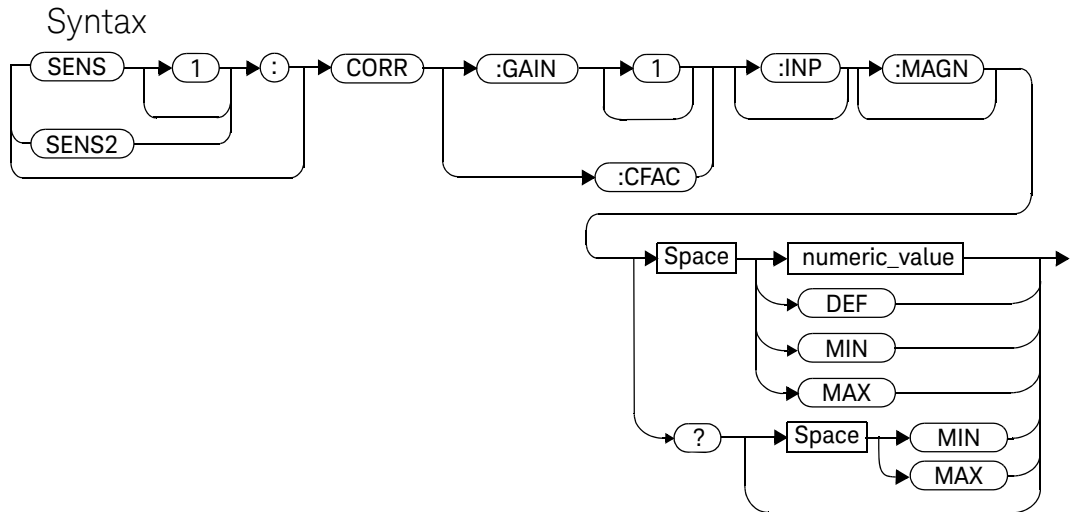 Syntax
SENS 1 : CORR :GAIN 1 :INP :MAGN
SENS2
:CFAC
Space numeric_value
DEF
MIN
MAX
? Space MIN
MAX